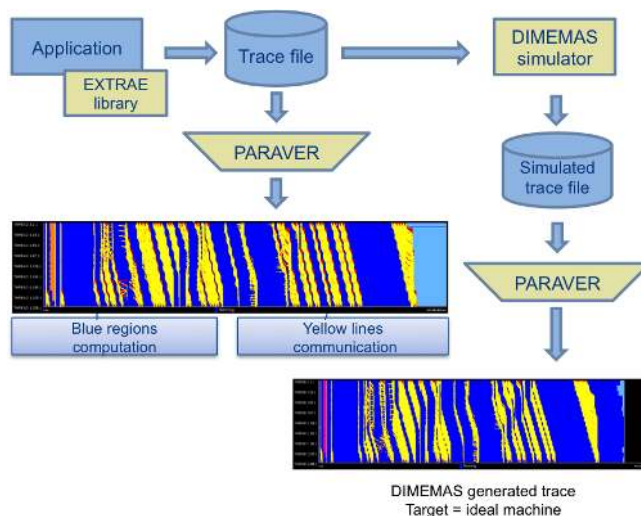 Application
EXTRAE
library
Trace file
DIMEMAS
simulator
PARAVER
Simulated
trace file
PARAVER
Blue regions
computation
Yellow lines
communication
DIMEMAS generated trace
Target = ideal machine